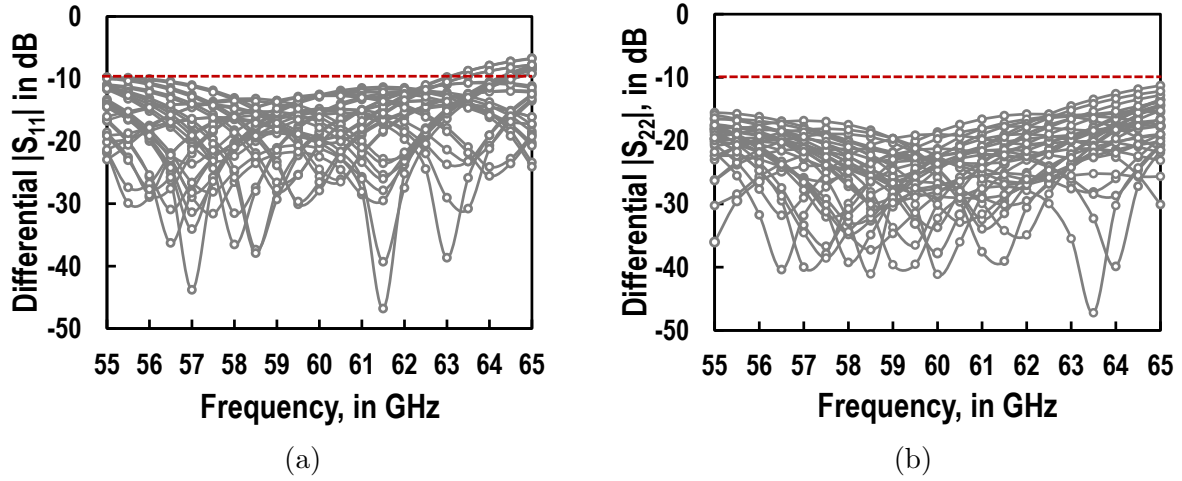 0
-10
-20
-30
-40
-50
Differential |S11| in dB
55 56 57 58 59 60 61 62 63 64 65
Frequency, in GHz
(a)
0
-10
-20
-30
-40
-50
Differential |S22|, in dB
55 56 57 58 59 60 61 62 63 64 65
Frequency, in GHz
(b)